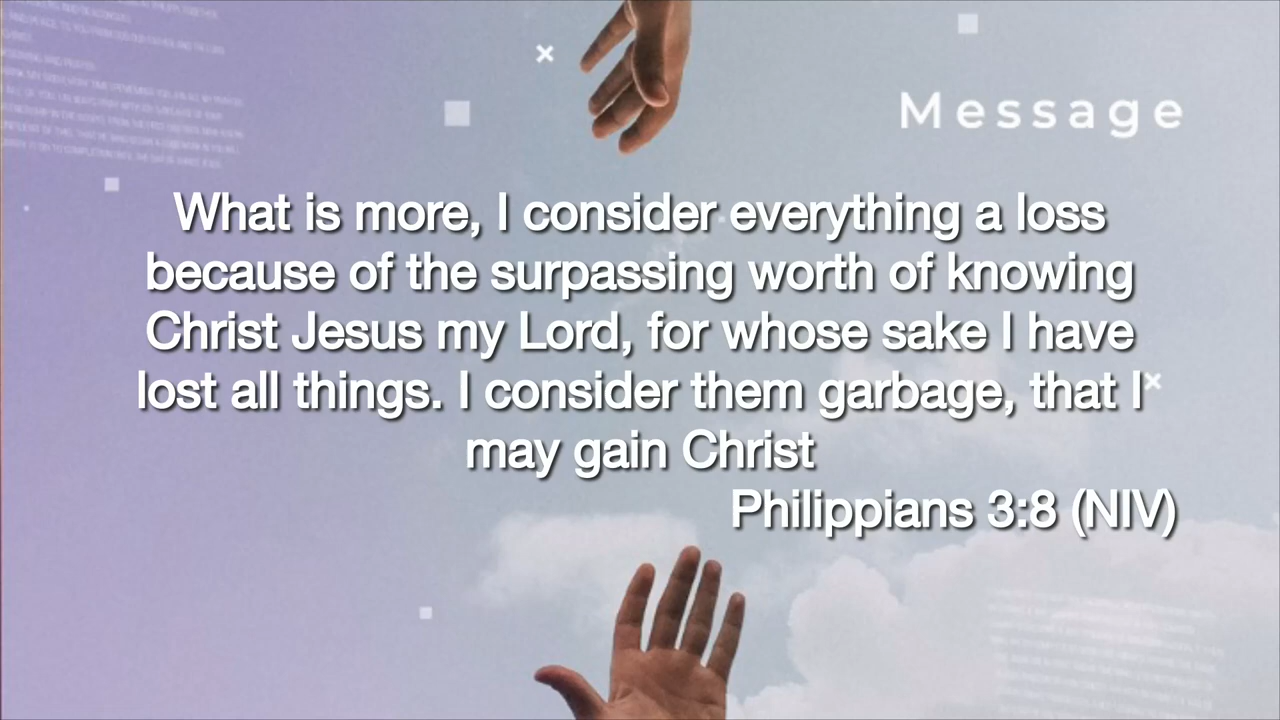 Message
What is more, I consider everything a loss
because of the surpassing worth of knowing
Christ Jesus my Lord, for whose sake I have
lost all things. I consider them garbage, that I
may gain Christ
Philippians 3:8 (NIV)